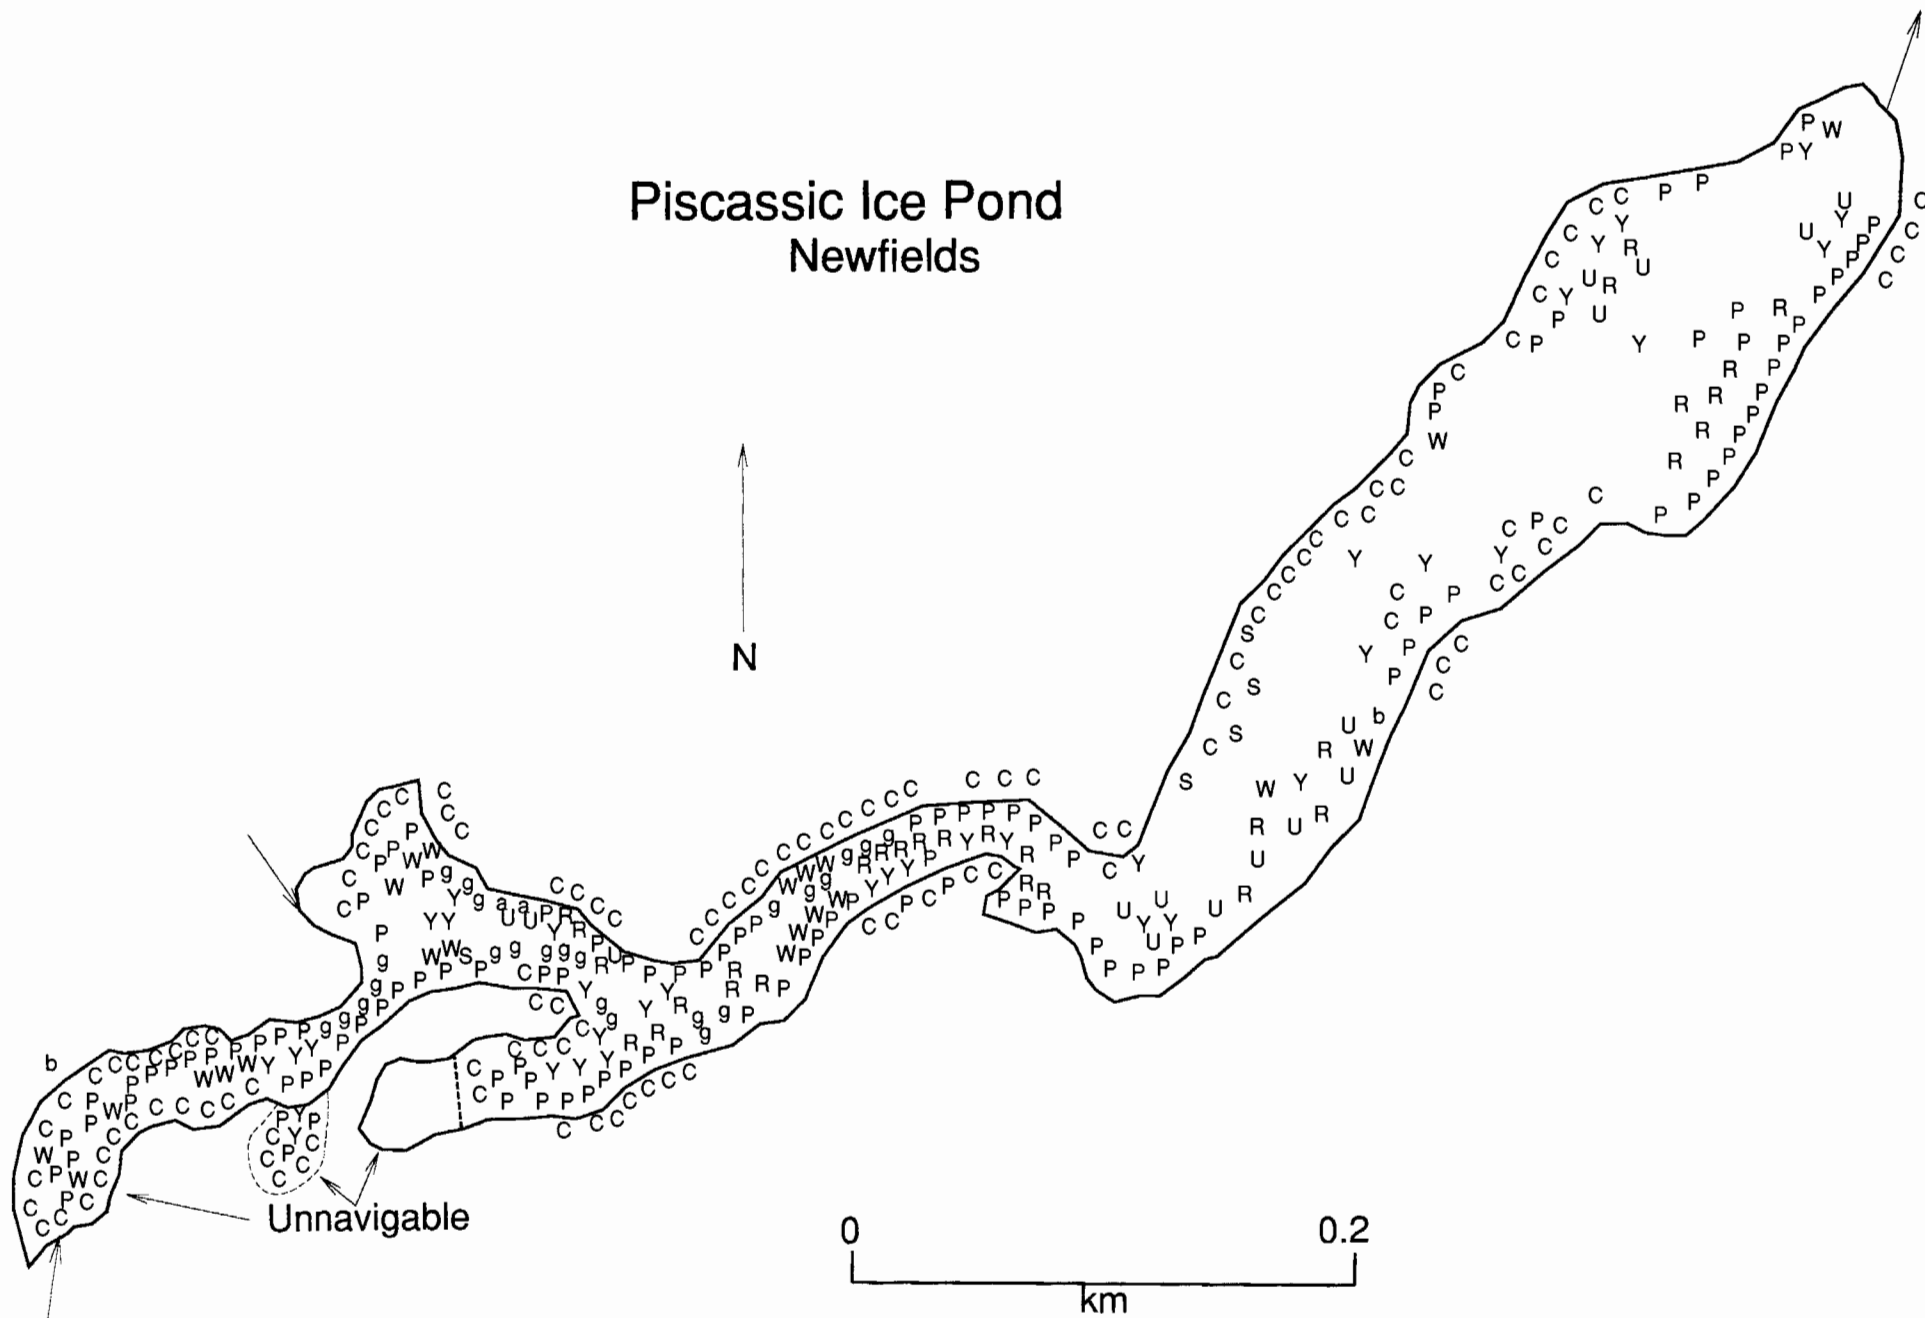 Piscassic Ice Pond
Newfields
P W
P Y
C C P P
U
C Y Y P
C Y R U Y P C
C U Y P C
C U R P C
C Y U P
P P R P
C P Y P P P
P C R P
P R R P
W R P
C R P
C C P
C C C P
C C C P C
C Y Y Y C
C C C C
C C P
S C P
N
C Y P C
S P C
C C
S U b
C R W
S W Y U
C C C
C C C C C C C C C C C
R U R
C C U
C Y
P P P P P P
W W W g g g
U Y U Y U R
U P P
P P P
C C C C
C P P W W
C W P g g
C P Y g a a U U P R
Y Y Y R P U
P W W S P g g g g g
C P P R P P P P
Y g Y R g g P
b
C C C C C C P P P P g g g g
P P P P W W W Y Y Y P
C P W P C C C C C P P P
C P P C
W P C
C P W C
C P C
C C
P Y P
C Y C
C P C
C
C C C C Y Y Y R R P P
C P P P P P P
C C C C C C C
Unnavigable
0 0.2
km